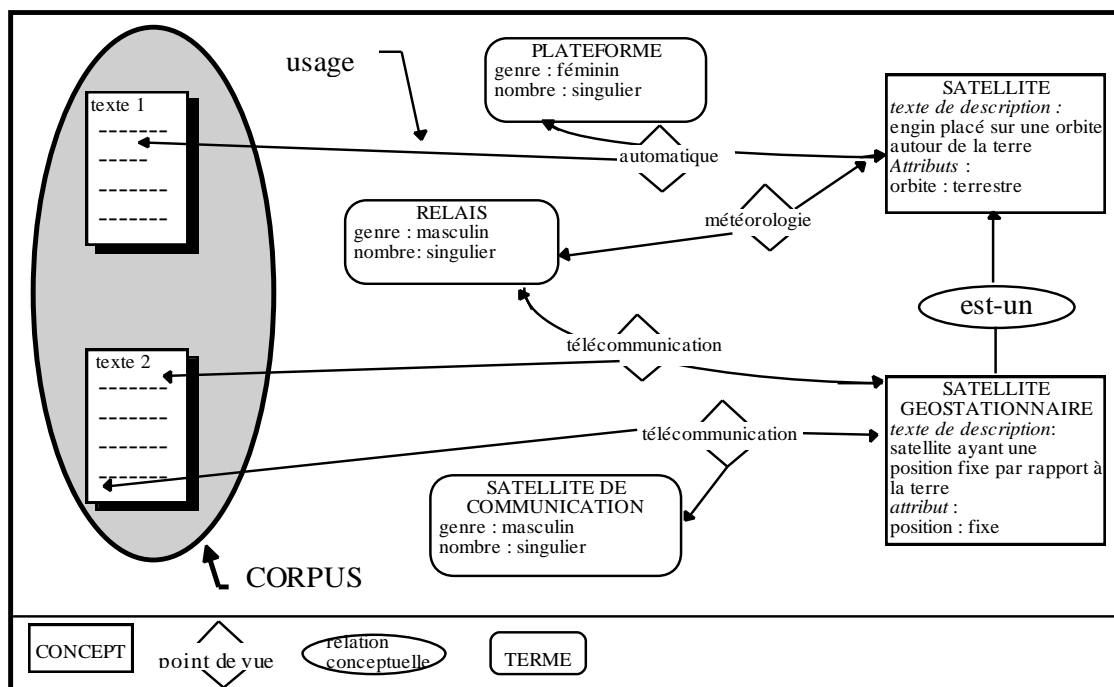 usage
PLATEFORME
genre : féminin
nombre : singulier
texte 1
automatique
SATELLITE
texte de description :
engin placé sur une orbite
autour de la terre
Attributs :
orbite : terrestre
RELAIS
genre : masculin
nombre: singulier
météorologie
est-un
télécommunication
texte 2
télécommunication
SATELLITE
GEOSTATIONNAIRE
texte de description:
satellite ayant une
position fixe par rapport à
la terre
attribut :
position : fixe
SATELLITE DE
COMMUNICATION
genre : masculin
nombre : singulier
CORPUS
CONCEPT
point de vue
relation
conceptuelle
TERME